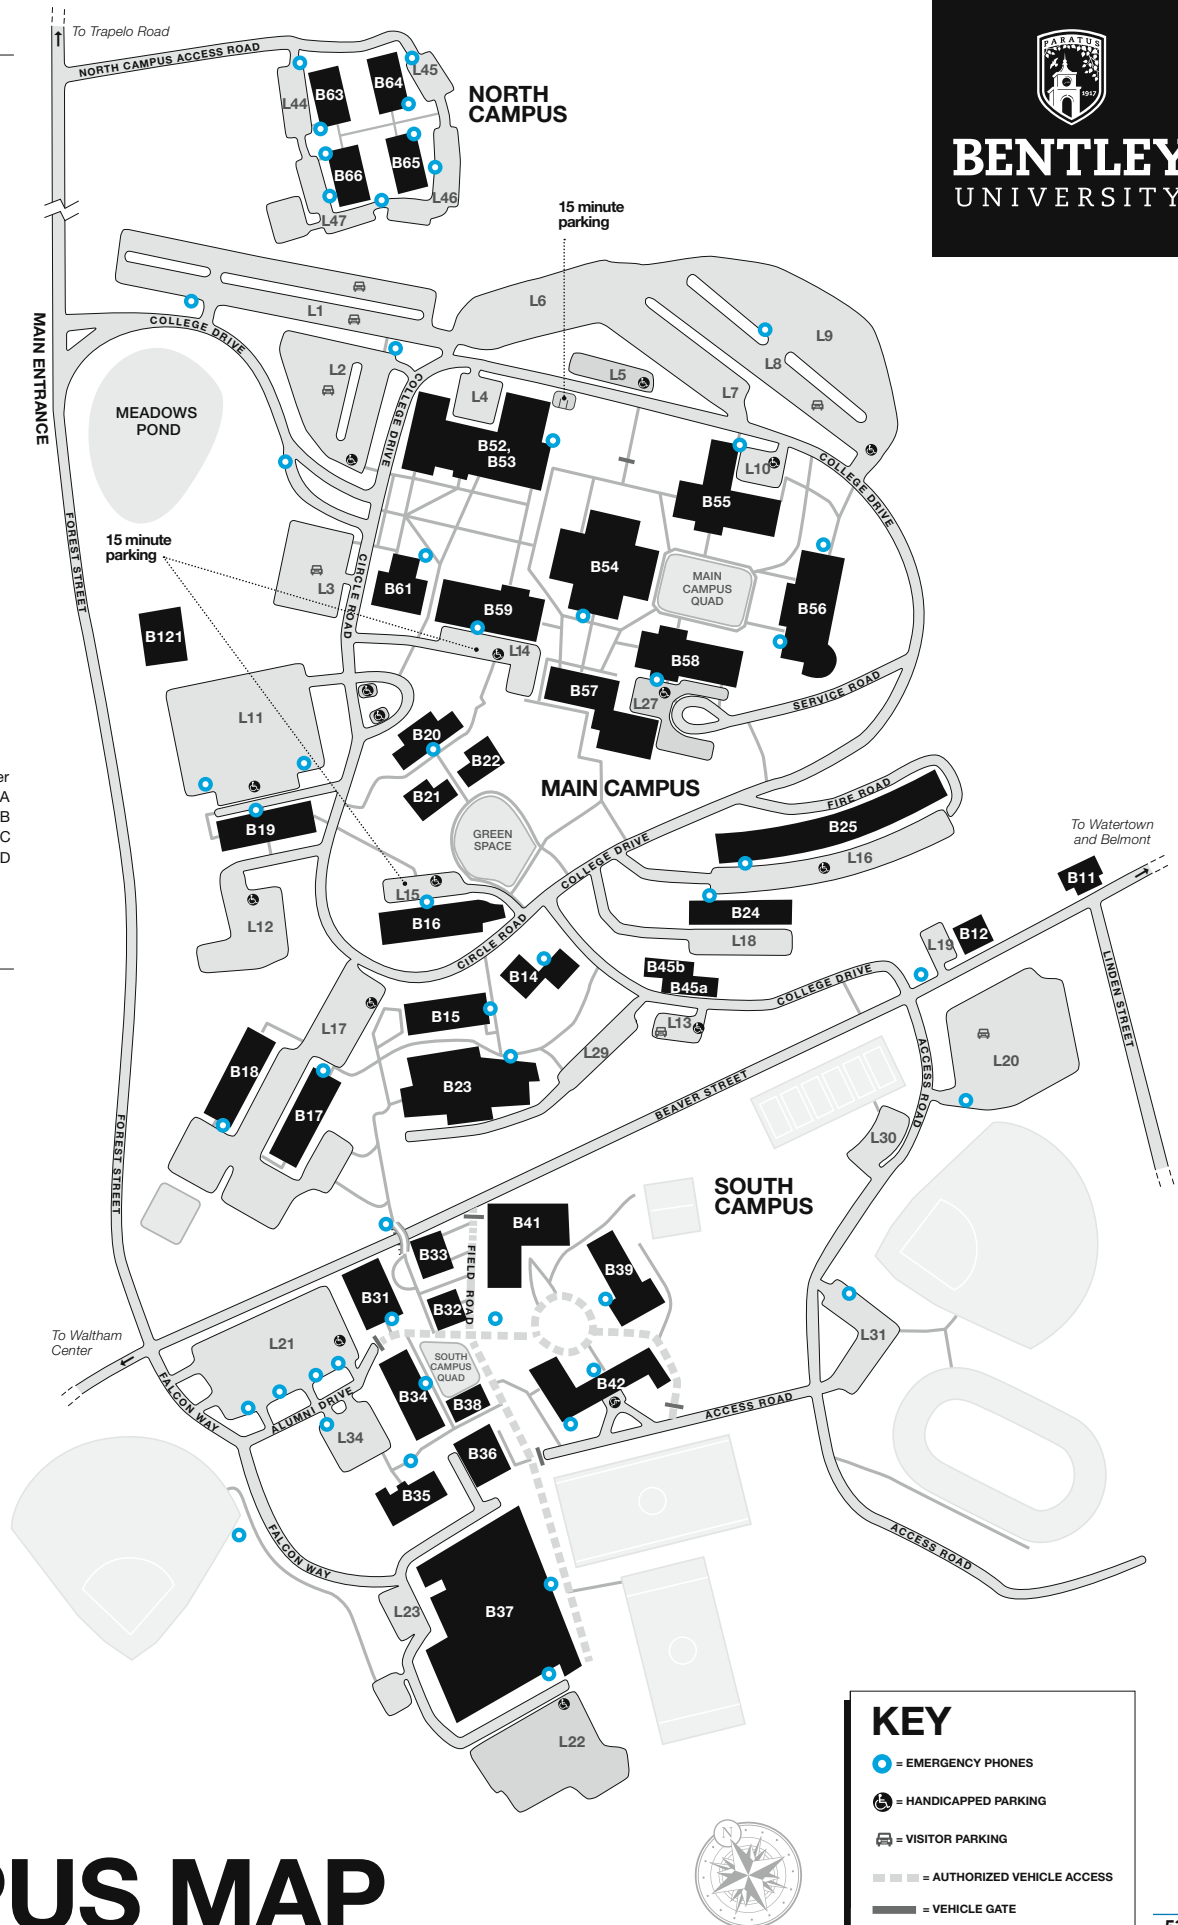 To Trapelo Road
NORTH CAMPUS ACCESS ROAD
B63
B64
L45
L44
B66
B65
L46
L47
NORTH
CAMPUS
PARATUS
1917
BENTLEY
UNIVERSITY
15 minute
parking
MAIN ENTRANCE
L1
L6
L9
L8
L7
L5
L2
L4
COLLEGE DRIVE
COLLEGE DRIVE
MEADOWS
POND
B52,
B53
L10
B55
COLLEGE DRIVE
15 minute
parking
FOREST STREET
L3
CIRCLE ROAD
B61
B59
B54
MAIN
CAMPUS
QUAD
B56
B121
L14
B58
B57
L27
SERVICE ROAD
L11
B20
B22
B21
MAIN CAMPUS
er
A
B
C
D
B19
GREEN
SPACE
FIRE ROAD
B25
L16
COLLEGE DRIVE
To Watertown
and Belmont
B11
L15
B16
L12
CIRCLE ROAD
B24
L18
L19
B12
LINDEN STREET
B14
B45b
B45a
COLLEGE DRIVE
B15
L17
L13
L29
L20
ACCESS ROAD
B18
B17
B23
BEAVER STREET
L30
FOREST STREET
SOUTH
CAMPUS
B41
B33
FIELD ROAD
B39
B31
B32
L31
To Waltham
Center
L21
SOUTH
CAMPUS
QUAD
FALCON WAY
ALUMNI DRIVE
B34
B38
B42
ACCESS ROAD
L34
B36
B35
FALCON WAY
ACCESS ROAD
L23
B37
L22
KEY
= EMERGENCY PHONES
= HANDICAPPED PARKING
= VISITOR PARKING
= AUTHORIZED VEHICLE ACCESS
= VEHICLE GATE
N
PUS MAP